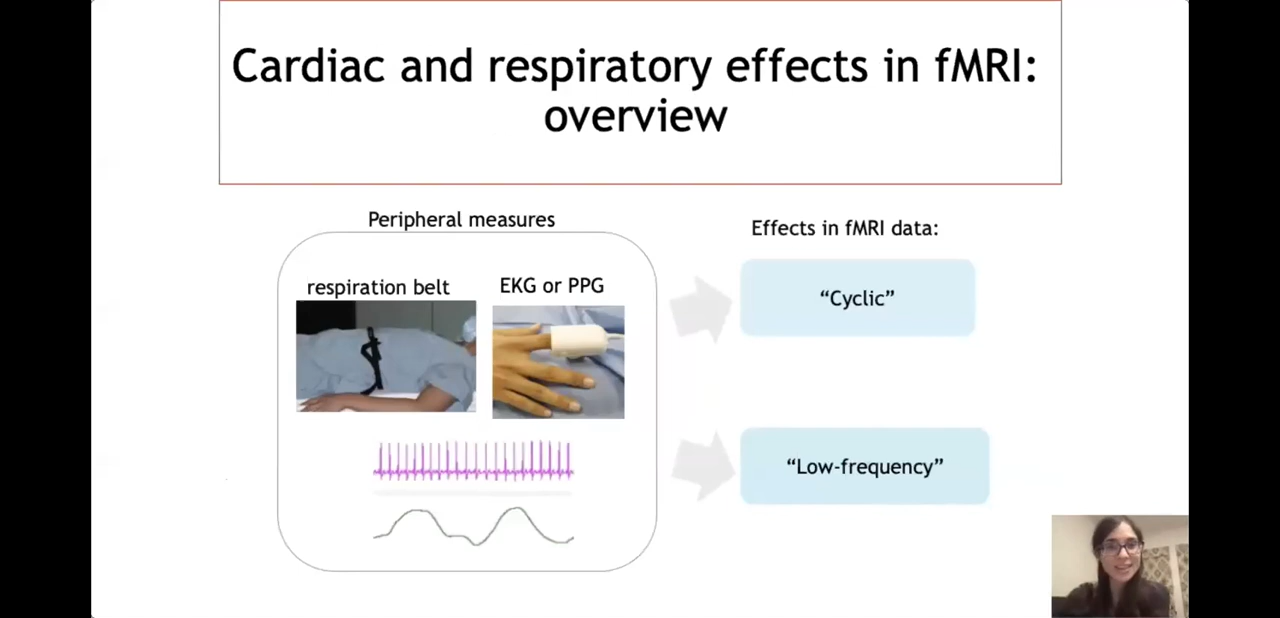 Cardiac and respiratory effects in fMRI:
overview
Peripheral measures
respiration belt
EKG or PPG
Effects in fMRI data:
“Cyclic”
“Low-frequency”